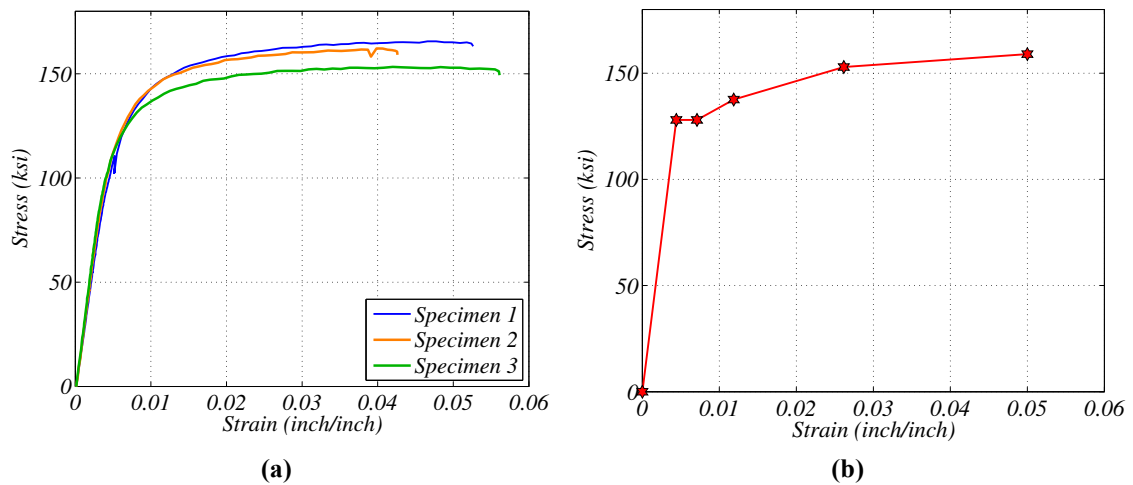 150
100
50
0
Stress (ksi)
0
0.01
0.02
0.03
0.04
0.05
0.06
Strain (inch/inch)
Specimen 1
Specimen 2
Specimen 3
(a)
150
100
50
0
Stress (ksi)
0
0.01
0.02
0.03
0.04
0.05
0.06
Strain (inch/inch)
(b)